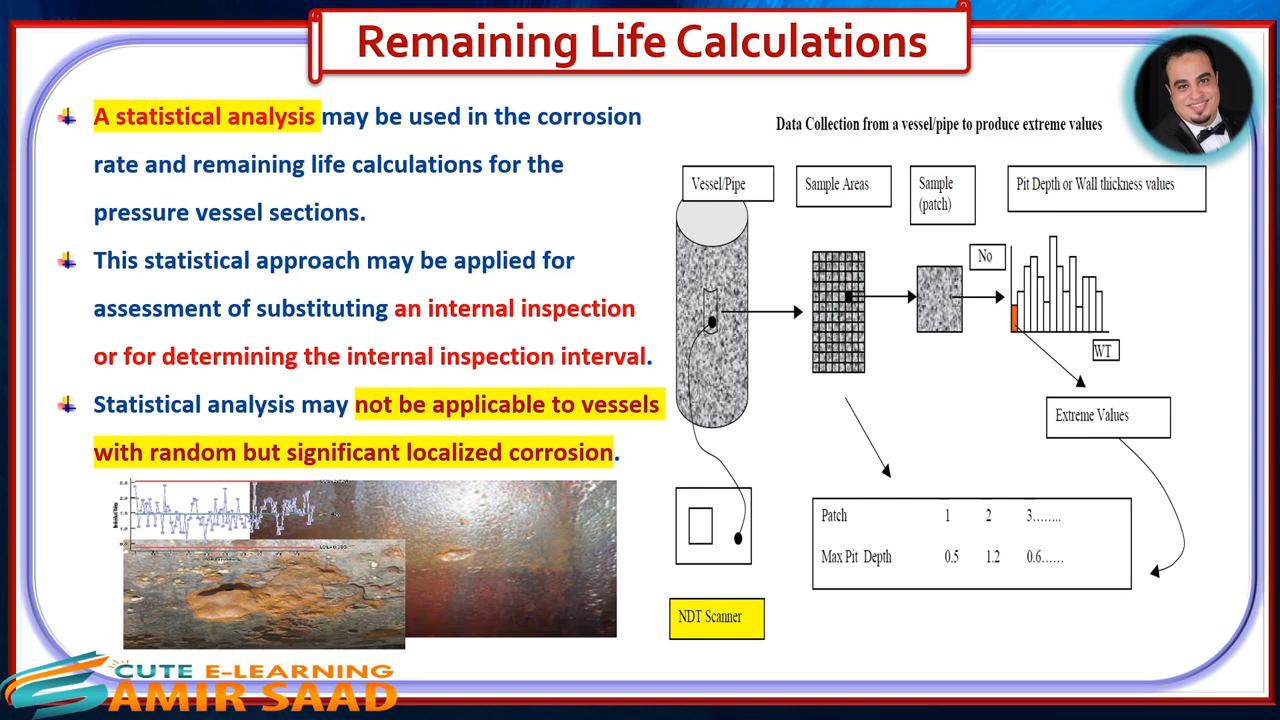 Remaining Life Calculations
A statistical analysis may be used in the corrosion
rate and remaining life calculations for the
pressure vessel sections.
This statistical approach may be applied for
assessment of substituting an internal inspection
or for determining the internal inspection interval.
Statistical analysis may not be applicable to vessels
with random but significant localized corrosion.
Data Collection from a vessel/pipe to produce extreme values
Vessel/Pipe
Sample Areas
Sample
(patch)
Pit Depth or Wall thickness values
No
WT
Extreme Values
Patch 1 2 3........
Max Pit Depth 0.5 1.2 0.6......
NDT Scanner
CUTE E-LEARNING
AMIR SAAD